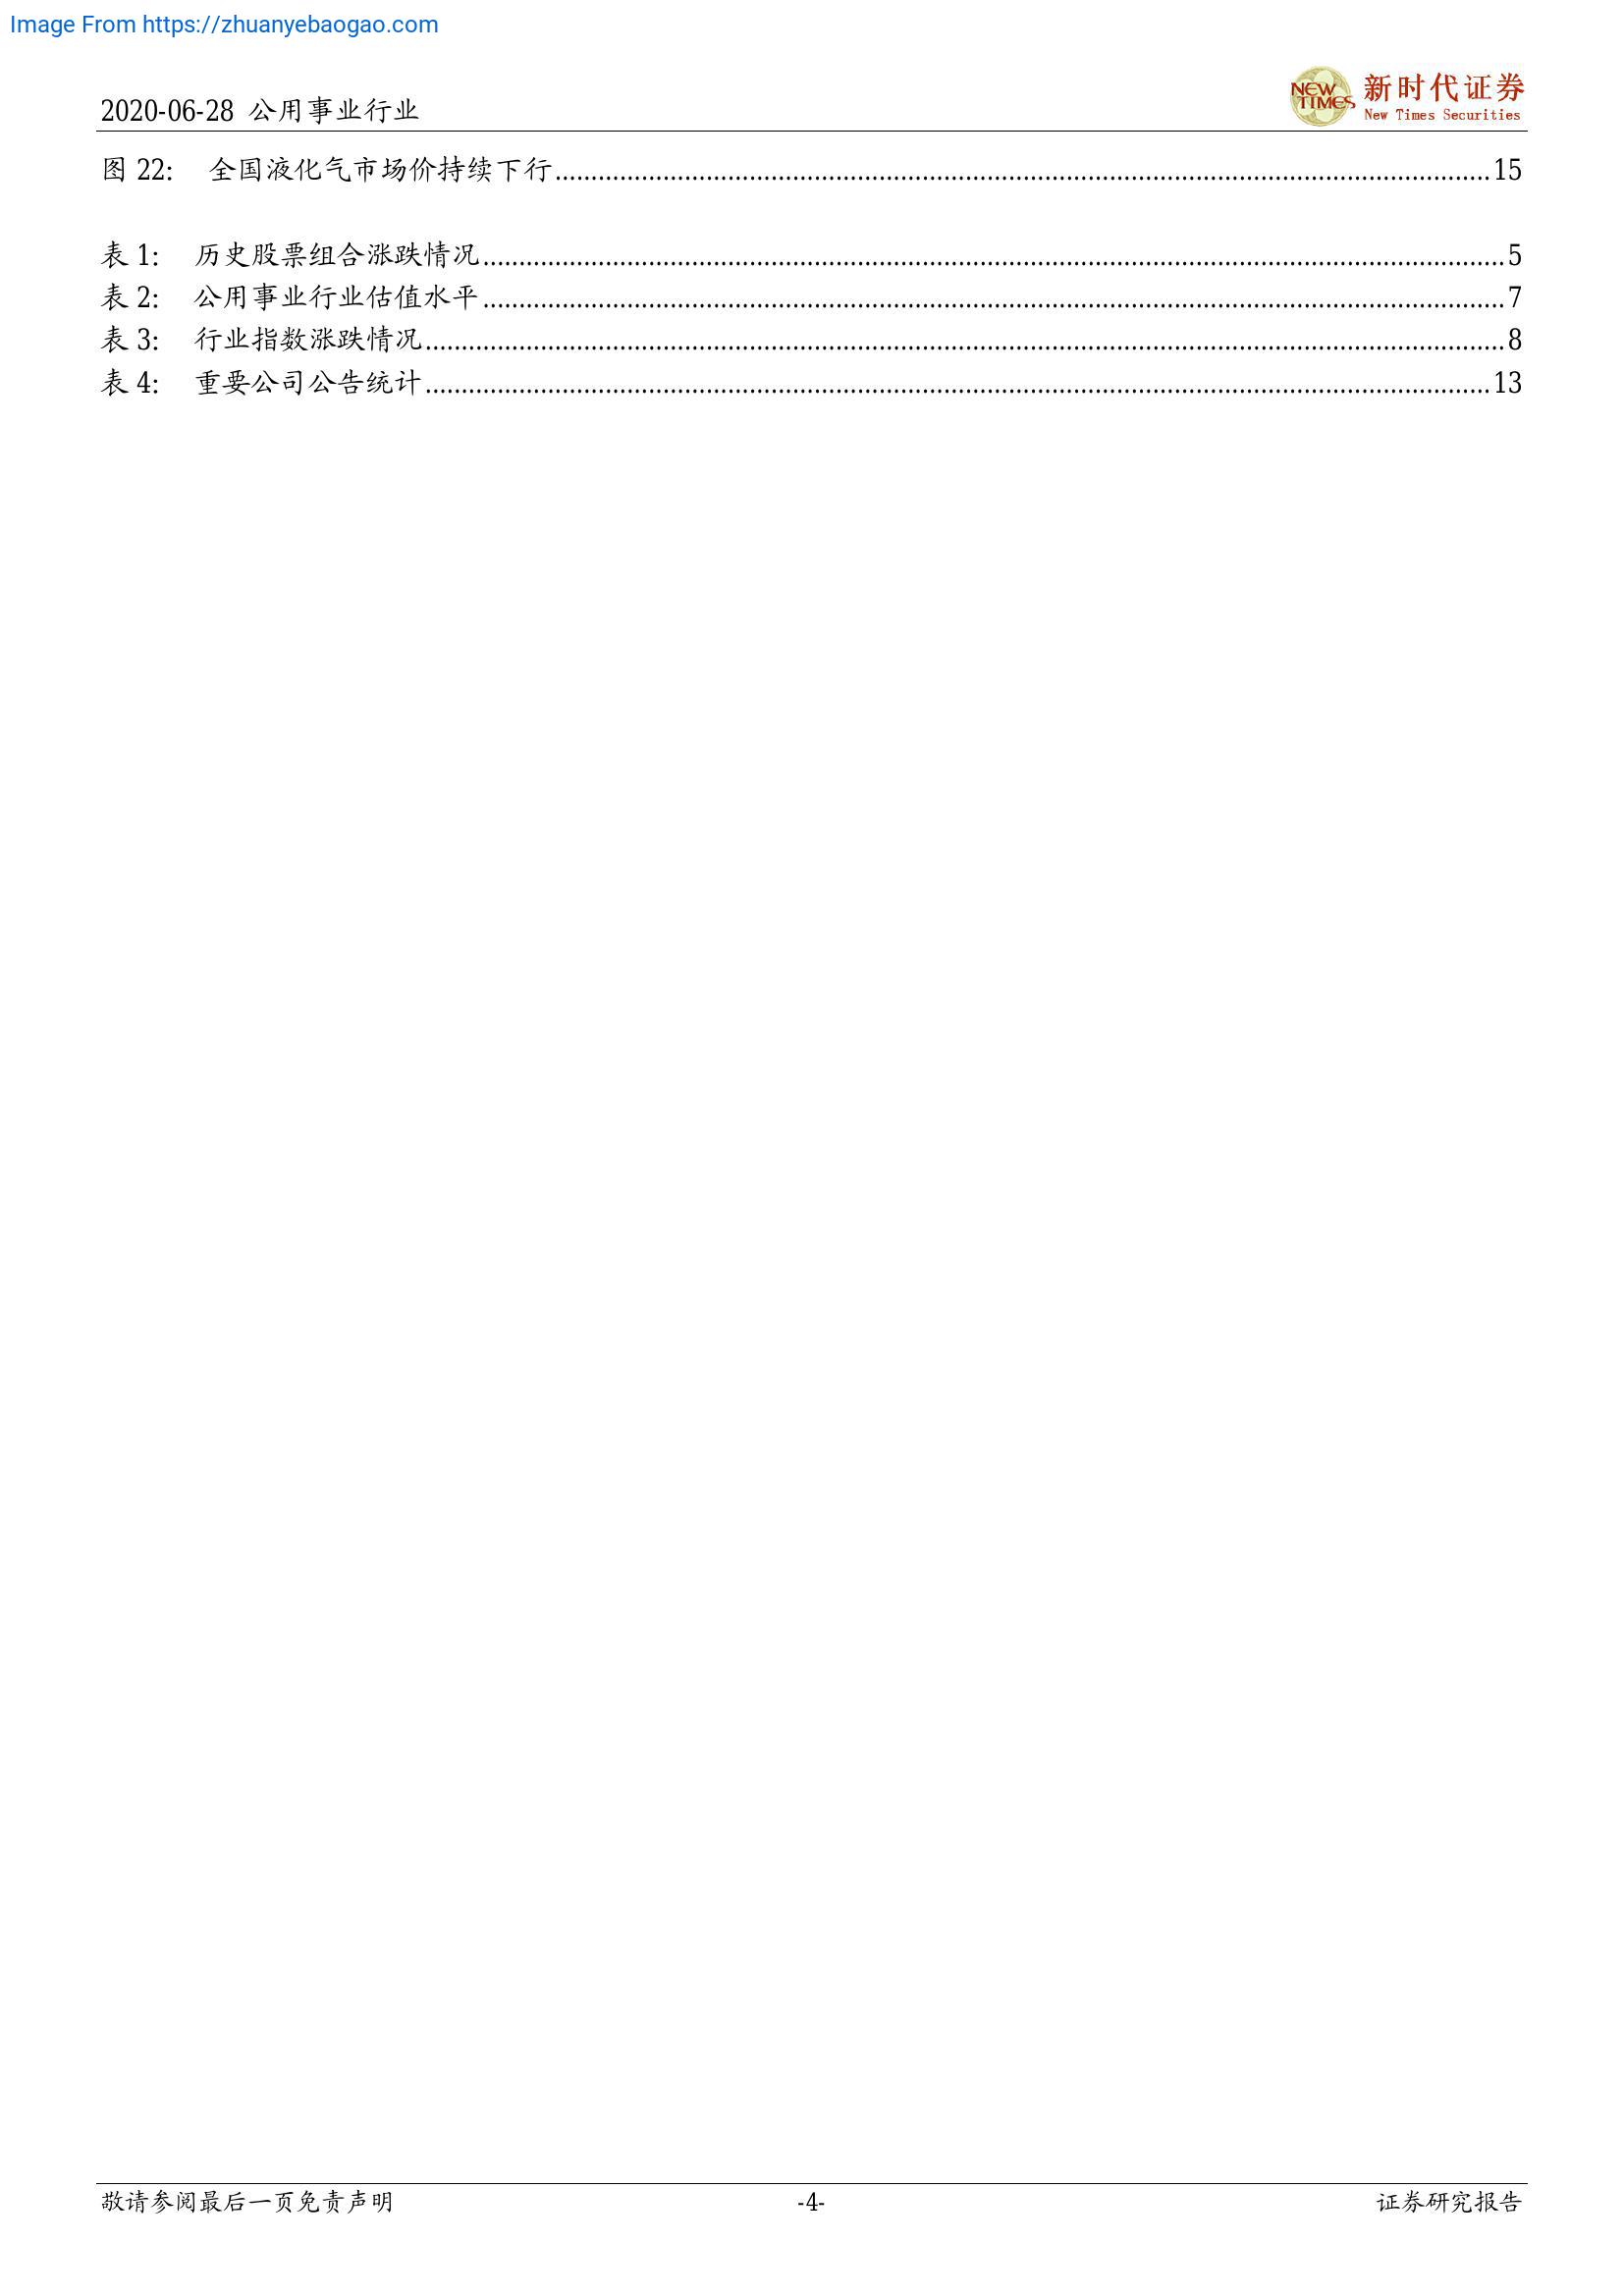 Image From https://zhuanyebaogao.com
2020-06-28 公用事业行业
NEW TIMES
新时代证券
New Times Securities
图 22: 全国液化气市场价持续下行 15
表 1: 历史股票组合涨跌情况 5
表 2: 公用事业行业估值水平 7
表 3: 行业指数涨跌情况 8
表 4: 重要公司公告统计 13
敬请参阅最后一页免责声明 -4- 证券研究报告